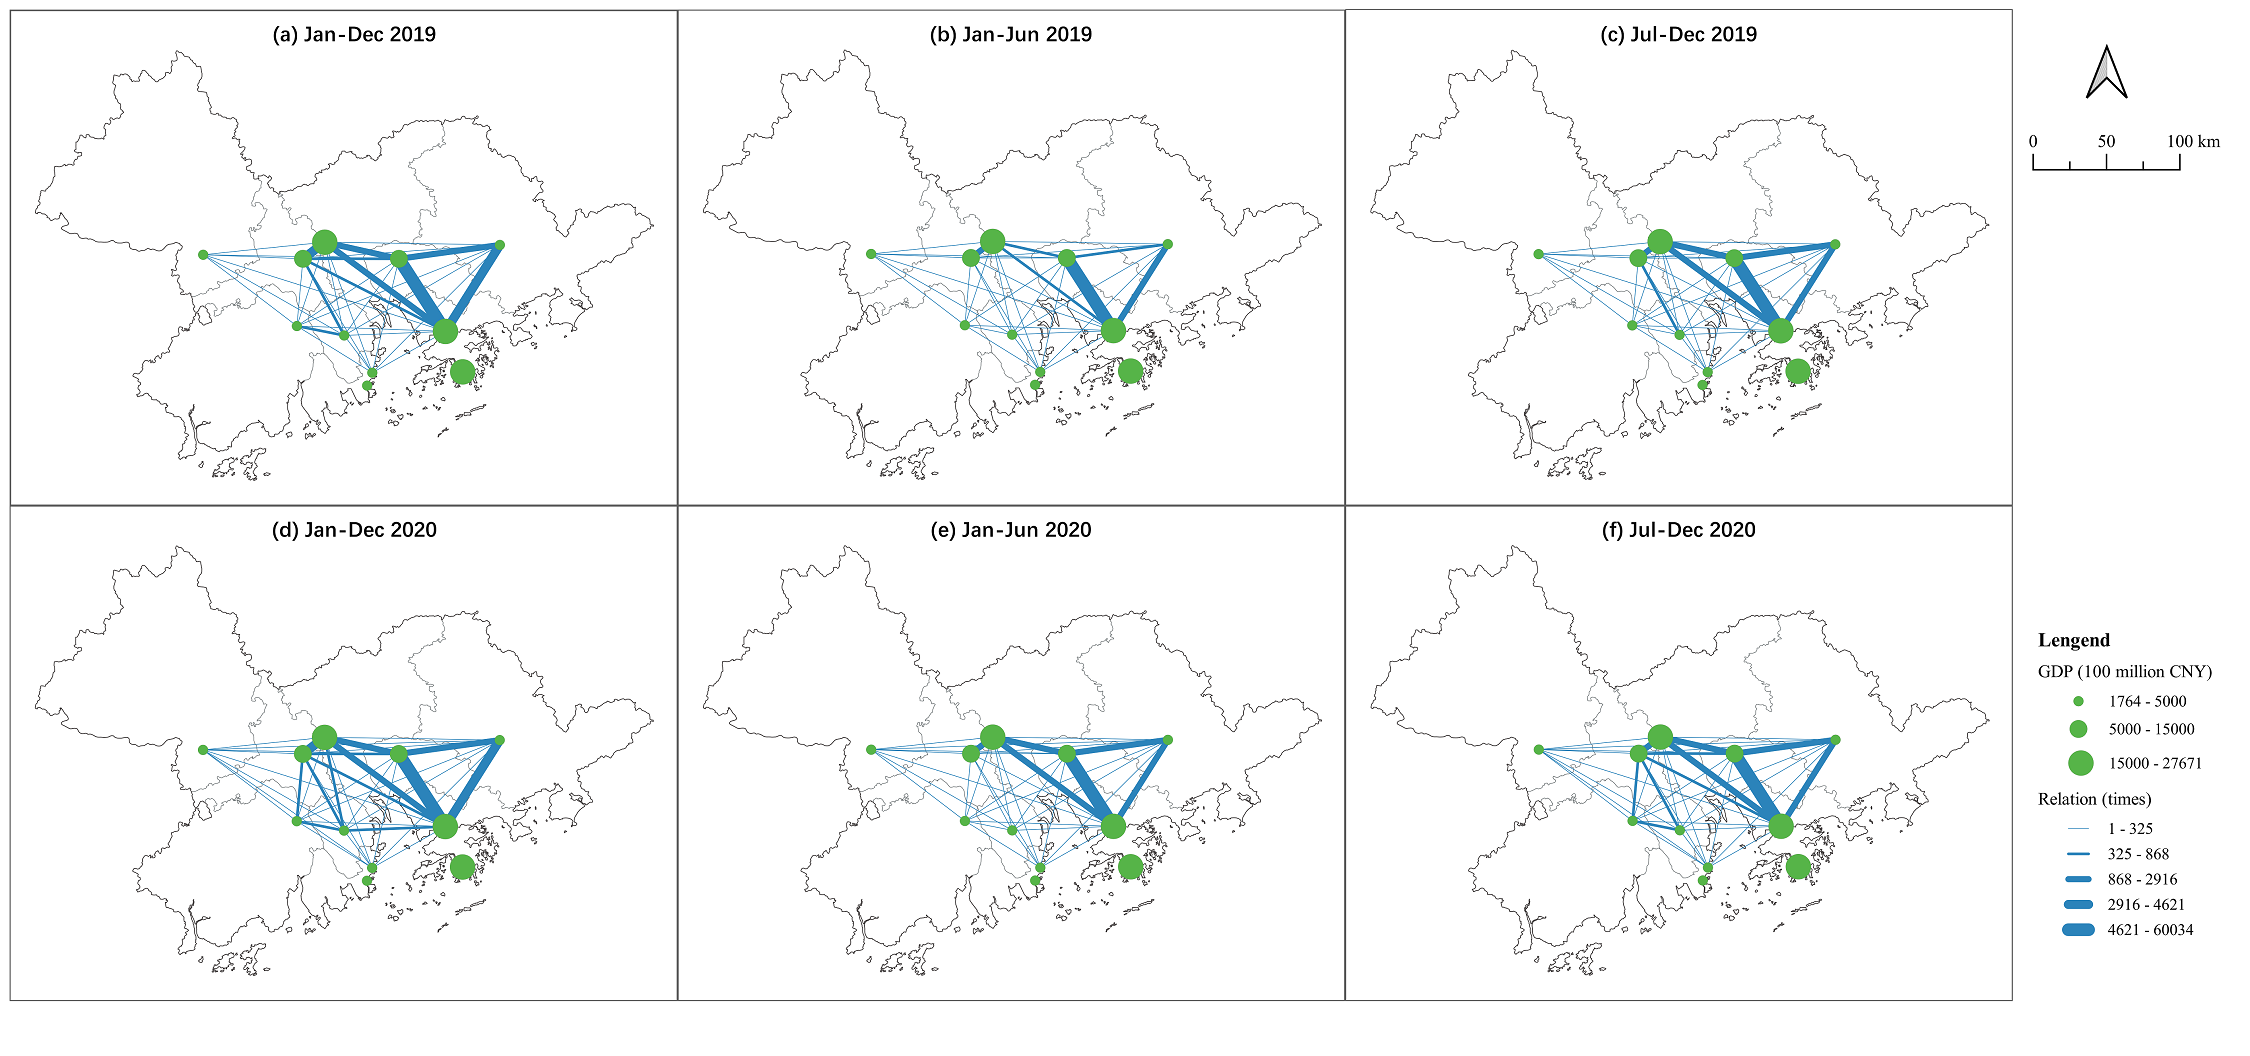 (a) Jan-Dec 2019
(b) Jan-Jun 2019
(c) Jul-Dec 2019
0 50 100 km
(d) Jan-Dec 2020
(e) Jan-Jun 2020
(f) Jul-Dec 2020
Lengend
GDP (100 million CNY)
1764 - 5000
5000 - 15000
15000 - 27671
Relation (times)
1 - 325
325 - 868
868 - 2916
2916 - 4621
4621 - 60034